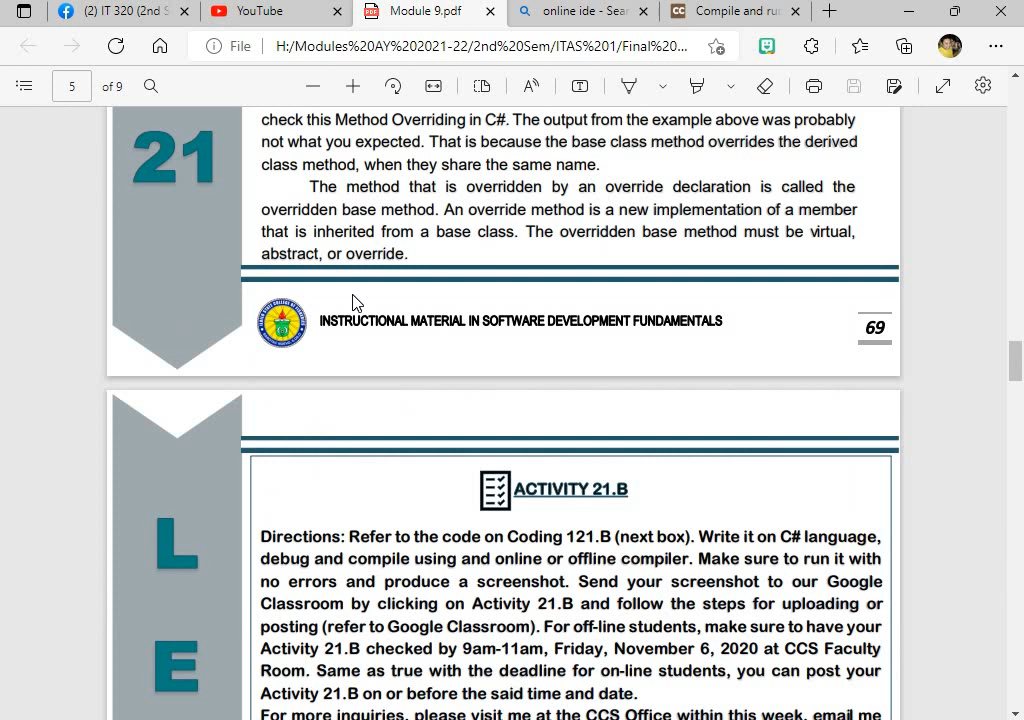 (2) IT 320 (2nd S
YouTube
Module 9.pdf
online ide - Sear
Compile and ru
File
H:/Modules%20AY%202021-22/2nd%20Sem/ITAS%201/Final%20...
5
of 9
21
check this Method Overriding in C#. The output from the example above was probably
not what you expected. That is because the base class method overrides the derived
class method, when they share the same name.
The method that is overridden by an override declaration is called the
overridden base method. An override method is a new implementation of a member
that is inherited from a base class. The overridden base method must be virtual,
abstract, or override.
INSTRUCTIONAL MATERIAL IN SOFTWARE DEVELOPMENT FUNDAMENTALS
69
L
E
ACTIVITY 21.B
Directions: Refer to the code on Coding 121.B (next box). Write it on C# language,
debug and compile using and online or offline compiler. Make sure to run it with
no errors and produce a screenshot. Send your screenshot to our Google
Classroom by clicking on Activity 21.B and follow the steps for uploading or
posting (refer to Google Classroom). For off-line students, make sure to have your
Activity 21.B checked by 9am-11am, Friday, November 6, 2020 at CCS Faculty
Room. Same as true with the deadline for on-line students, you can post your
Activity 21.B on or before the said time and date.
For more inquiries, please visit me at the CCS Office within this week, email me